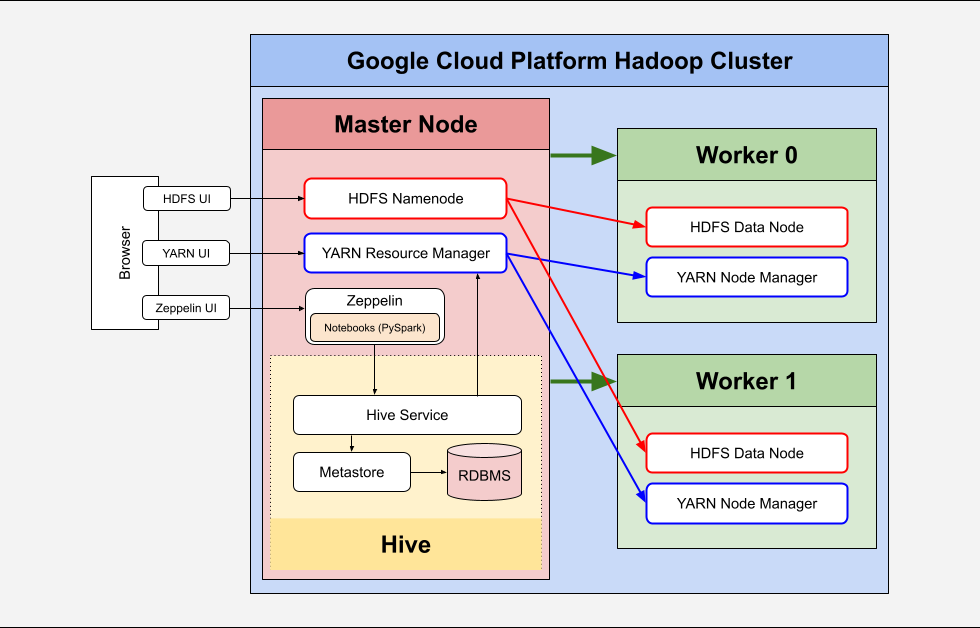 Google Cloud Platform Hadoop Cluster
Master Node
Worker 0
HDFS UI
HDFS Namenode
HDFS Data Node
Browser
YARN UI
YARN Resource Manager
YARN Node Manager
Zeppelin UI
Zeppelin
Notebooks (PySpark)
Worker 1
Hive Service
HDFS Data Node
Metastore
RDBMS
YARN Node Manager
Hive